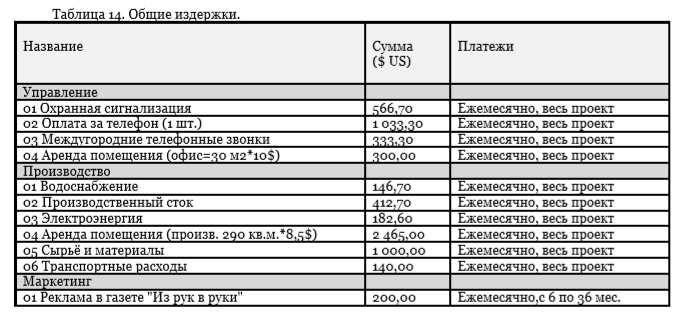 Таблица 14. Общие издержки.
Название Сумма Платежи
($ US)
Управление
01 Охранная сигнализация 566,70 Ежемесячно, весь проект
02 Оплата за телефон (1 шт.) 1 033,30 Ежемесячно, весь проект
03 Междугородние телефонные звонки 333,30 Ежемесячно, весь проект
04 Аренда помещения (офис=30 м2*10$) 300,00 Ежемесячно, весь проект
Производство
01 Водоснабжение 146,70 Ежемесячно, весь проект
02 Производственный сток 412,70 Ежемесячно, весь проект
03 Электроэнергия 182,60 Ежемесячно, весь проект
04 Аренда помещения (произв. 290 кв.м.*8,5$) 2 465,00 Ежемесячно, весь проект
05 Сырьё и материалы 1 000,00 Ежемесячно, весь проект
06 Транспортные расходы 140,00 Ежемесячно, весь проект
Маркетинг
01 Реклама в газете "Из рук в руки" 200,00 Ежемесячно,с 6 по 36 мес.